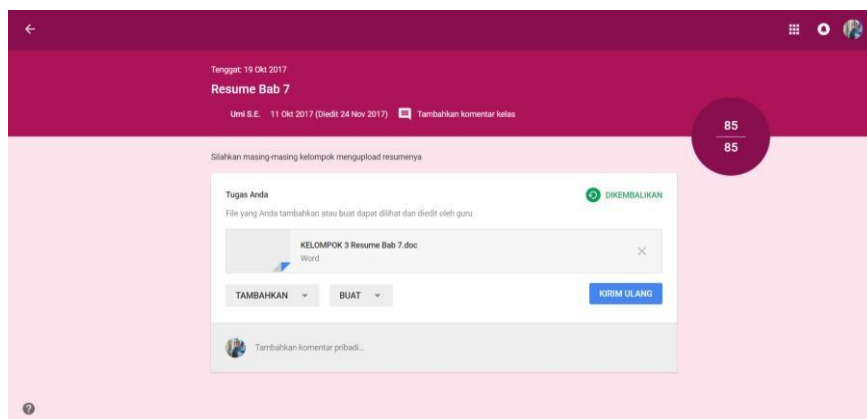 Tenggat: 19 Okt 2017
Resume Bab 7
Umi S.E. 11 Okt 2017 (Diedit 24 Nov 2017) Tambahkan komentar kelas
85
85
Silahkan masing-masing kelompok mengupload resumenya
Tugas Anda
DIKEMBALIKAN
File yang Anda tambahkan atau buat dapat dilihat dan diedit oleh guru
KELOMPOK 3 Resume Bab 7.doc
Word
TAMBAHKAN BUAT KIRIM ULANG
Tambahkan komentar pribadi...